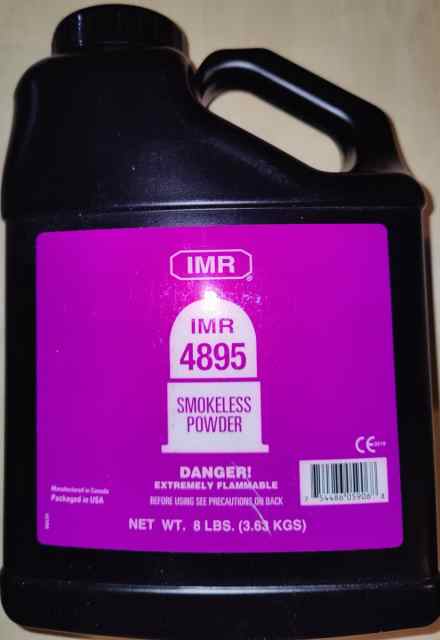 IMR
IMR
4895
SMOKELESS
POWDER
DANGER!
EXTREMELY FLAMMABLE
BEFORE USING SEE PRECAUTIONS ON BACK
NET WT. 8 LBS. (3.63 KGS)
Manufactured in Canada
Packaged in USA
CE